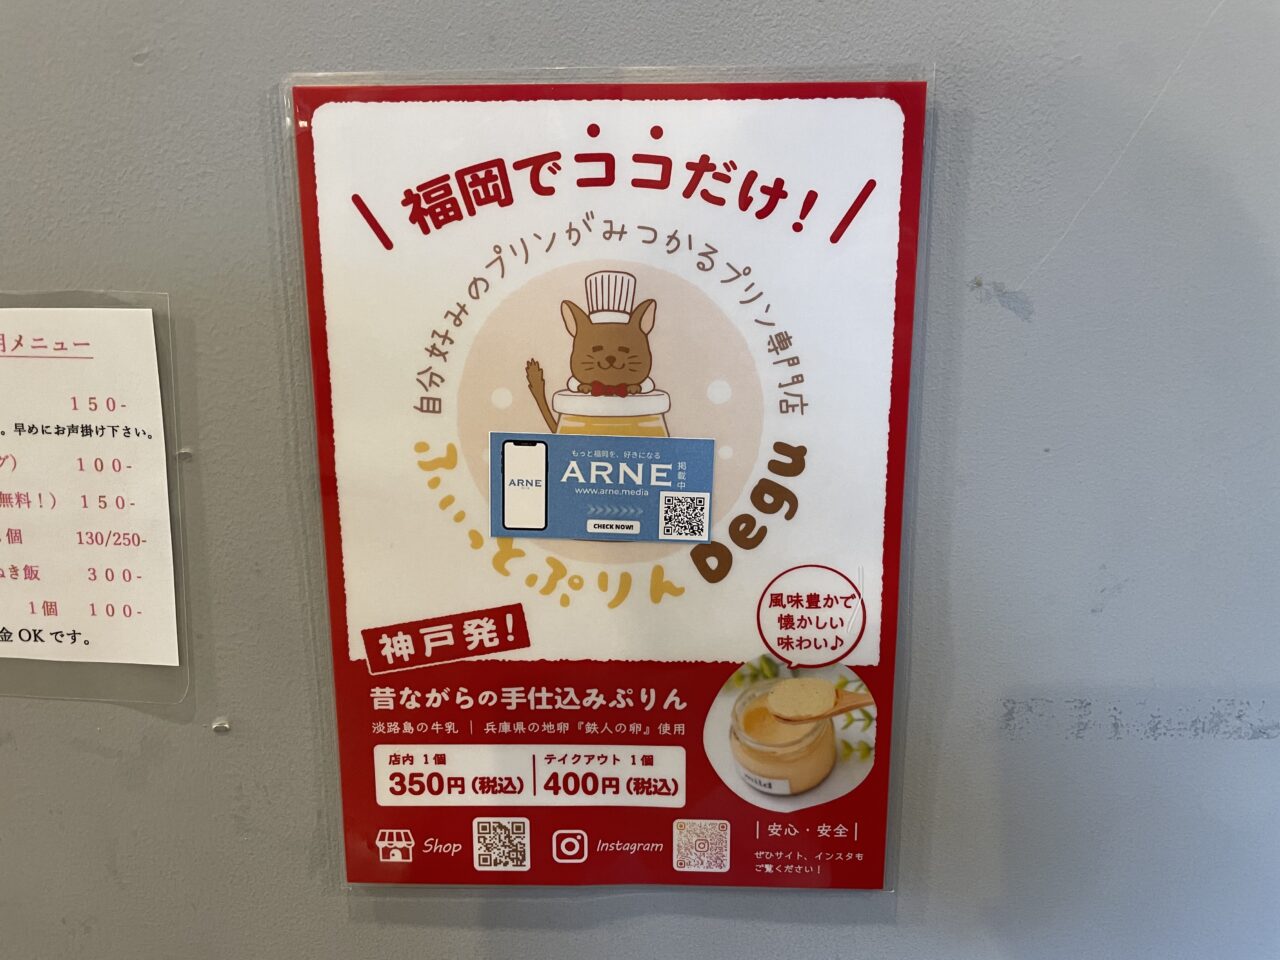 メニュー
150-
。早めにお声掛け下さい。
グ) 100-
無料!) 150-
個 130/250-
ぬき飯 300-
1個 100-
金OKです。
福岡でココだけ!
自分好みのプリンがみつかるプリン専門店
ふぃっとぷりん Degu
もっと福岡を、好きになる
ARNE
掲載中
www.arne.media
CHECK NOW!
ARNE
神戸発!
風味豊かで
懐かしい
味わい♪
昔ながらの手仕込みぷりん
淡路島の牛乳 | 兵庫県の地卵『鉄人の卵』使用
店内 1個
350円(税込)
テイクアウト 1個
400円(税込)
mild
Shop
Instagram
|安心・安全|
ぜひサイト、インスタも
ご覧ください!